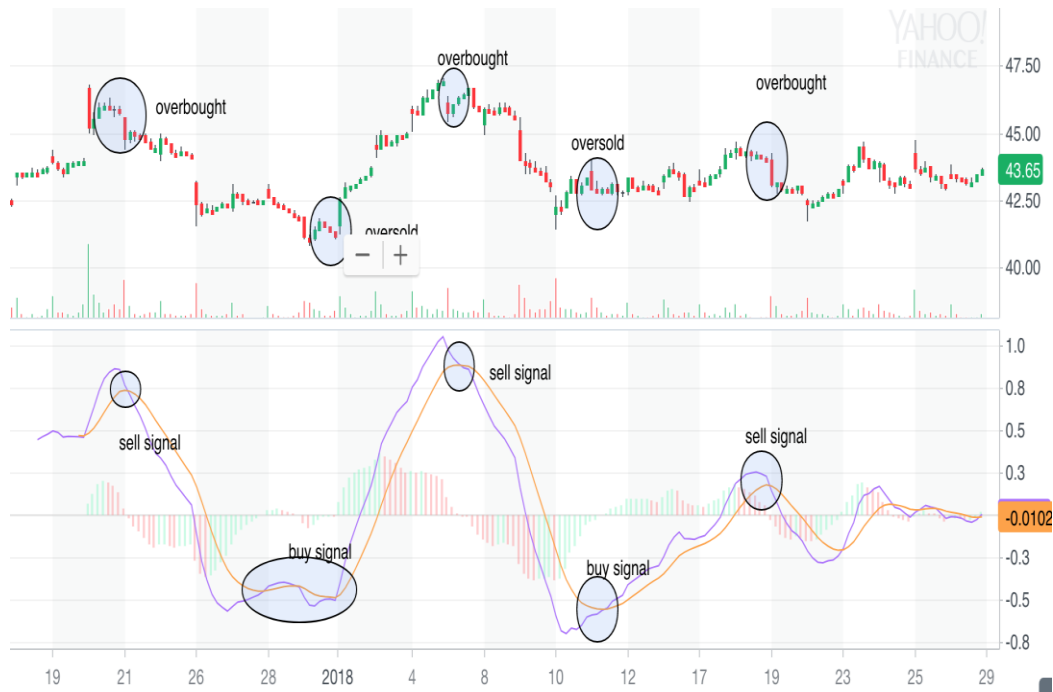 YAHOO!
FINANCE
overbought
overbought
overbought
oversold
oversold
47.50
45.00
43.65
42.50
40.00
− +
1.0
0.8
0.5
0.3
-0.0102
-0.3
-0.5
-0.8
sell signal
sell signal
sell signal
buy signal
buy signal
19 21 26 28 2018 4 8 10 12 17 19 23 25 29